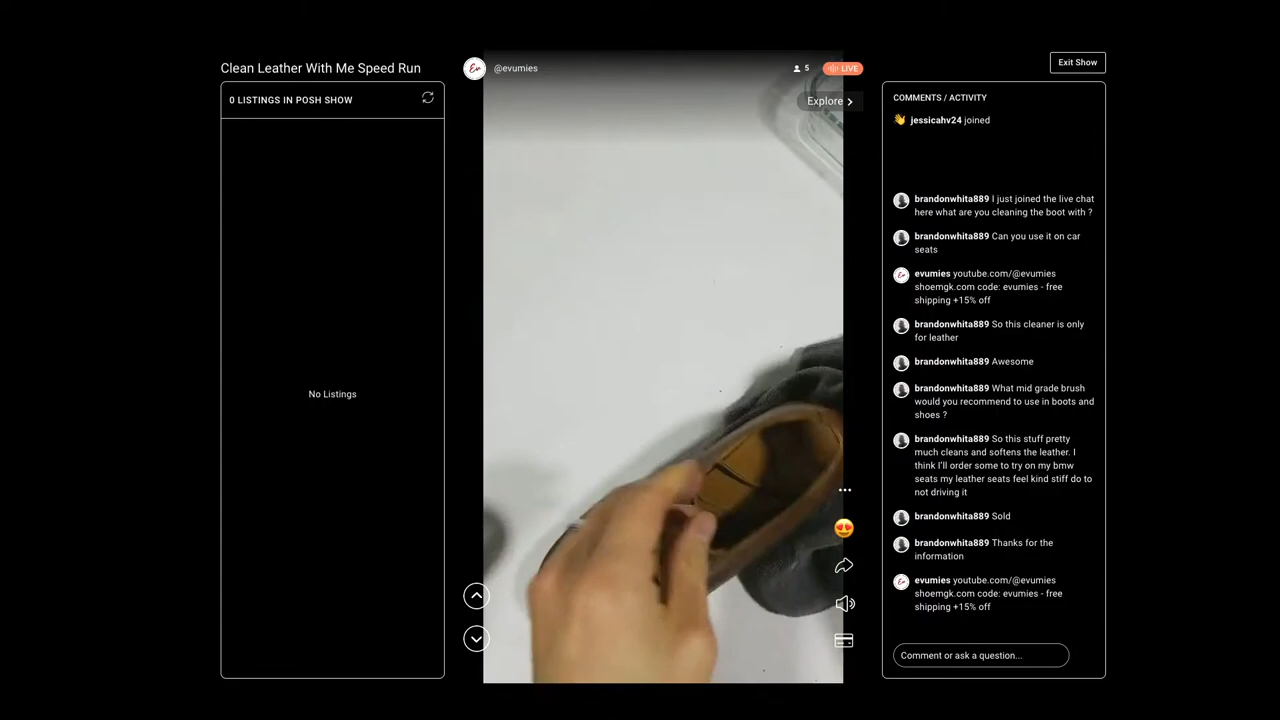 Clean Leather With Me Speed Run
0 LISTINGS IN POSH SHOW
No Listings
Ev
@evumies
5
LIVE
Explore
Exit Show
COMMENTS / ACTIVITY
jessicahv24 joined
brandonwhita889 I just joined the live chat
here what are you cleaning the boot with ?
brandonwhita889 Can you use it on car
seats
Ev
evumies youtube.com/@evumies
shoemgk.com code: evumies - free
shipping +15% off
brandonwhita889 So this cleaner is only
for leather
brandonwhita889 Awesome
brandonwhita889 What mid grade brush
would you recommend to use in boots and
shoes ?
brandonwhita889 So this stuff pretty
much cleans and softens the leather. I
think I'll order some to try on my bmw
seats my leather seats feel kind stiff do to
not driving it
brandonwhita889 Sold
brandonwhita889 Thanks for the
information
Ev
evumies youtube.com/@evumies
shoemgk.com code: evumies - free
shipping +15% off
Comment or ask a question...